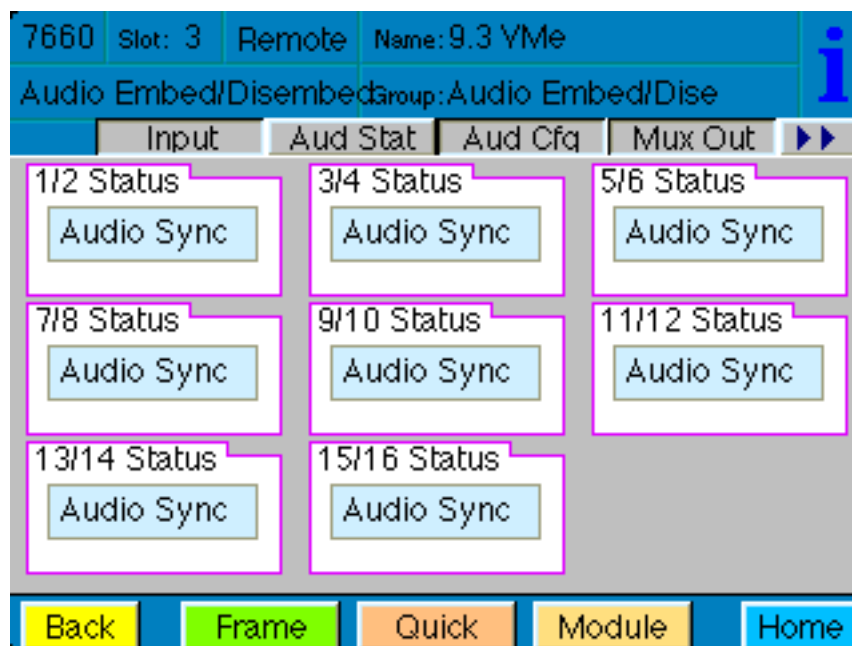 7660 Slot: 3 Remote Name: 9.3 VMe
Audio Embed/Disembed Group: Audio Embed/Dise
i
Input Aud Stat Aud Cfg Mux Out
1/2 Status 3/4 Status 5/6 Status
Audio Sync Audio Sync Audio Sync
7/8 Status 9/10 Status 11/12 Status
Audio Sync Audio Sync Audio Sync
13/14 Status 15/16 Status
Audio Sync Audio Sync
Back Frame Quick Module Home